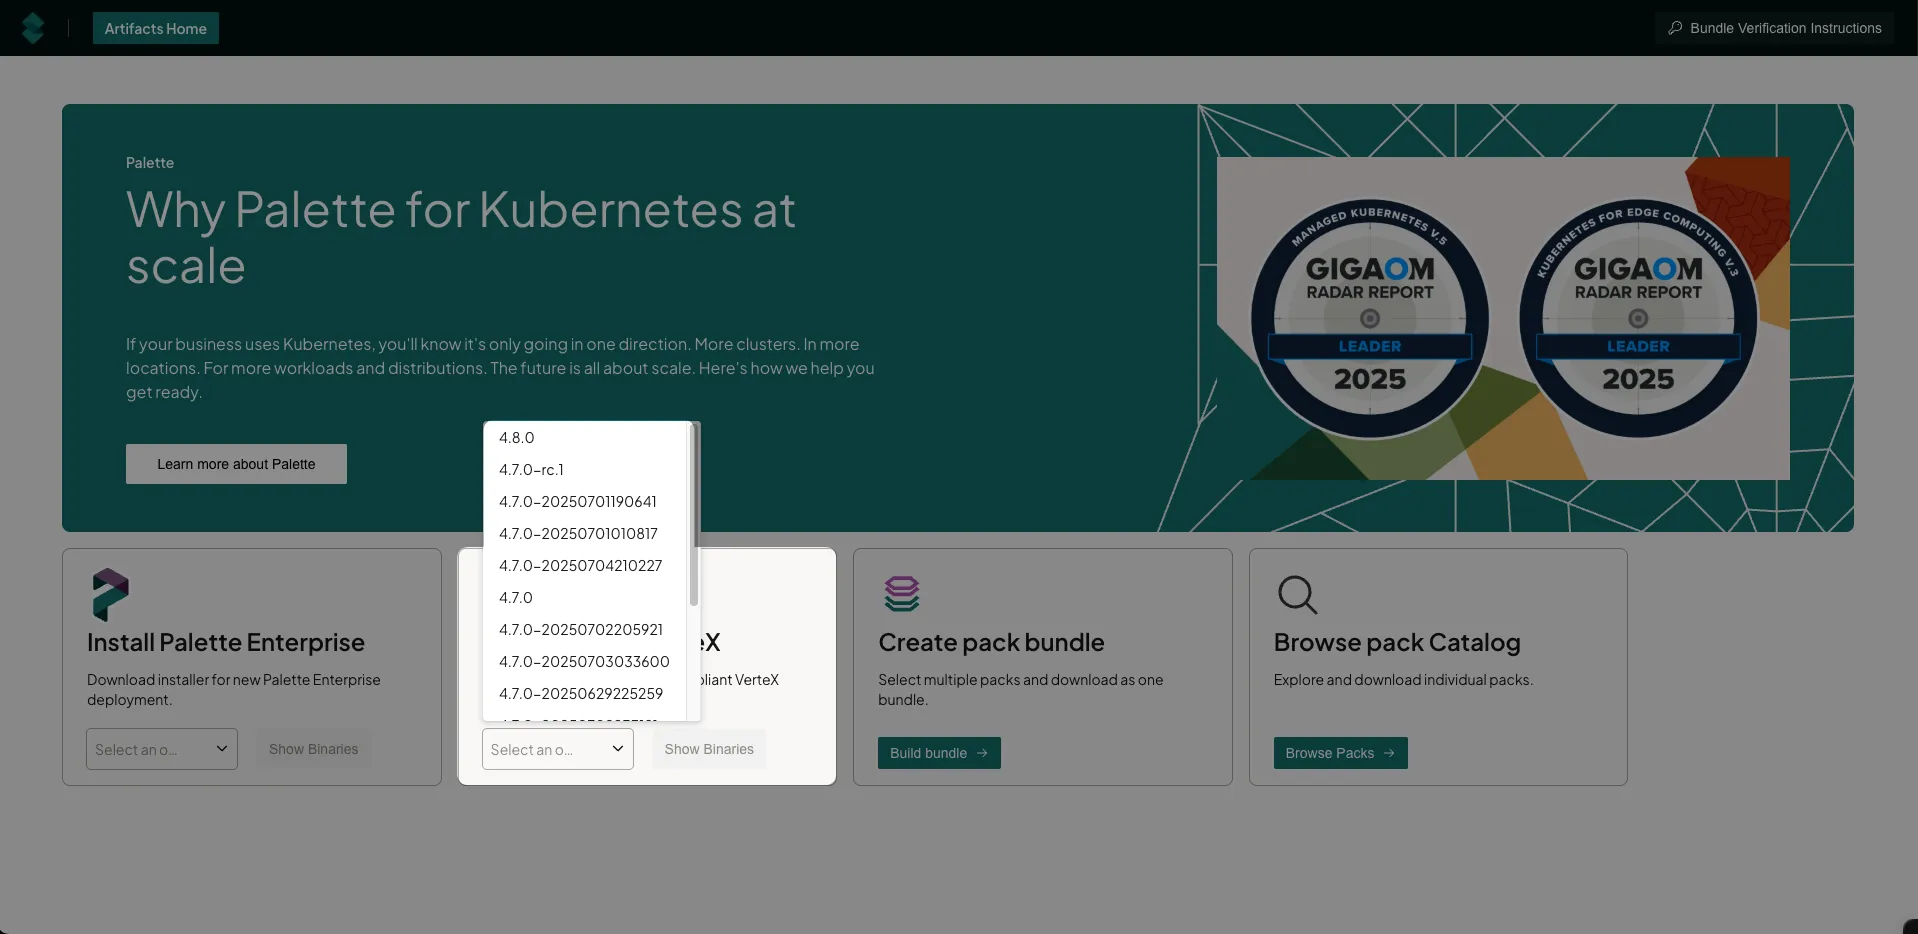 Artifacts Home
Bundle Verification Instructions
Palette
Why Palette for Kubernetes at
scale
If your business uses Kubernetes, you'll know it's only going in one direction. More clusters. In more
locations. For more workloads and distributions. The future is all about scale. Here's how we help you
get ready.
Learn more about Palette
MANAGED KUBERNETES V.5
GIGAOM
RADAR REPORT
LEADER
2025
KUBERNETES FOR EDGE COMPUTING V.3
GIGAOM
RADAR REPORT
LEADER
2025
4.8.0
4.7.0-rc.1
4.7.0-20250701190641
4.7.0-20250701010817
4.7.0-20250704210227
4.7.0
4.7.0-20250702205921
4.7.0-20250703033600
4.7.0-20250629225259
Install Palette Enterprise
Download installer for new Palette Enterprise
deployment.
Select an o...
Show Binaries
eX
pliant VerteX
Select an o...
Show Binaries
Create pack bundle
Select multiple packs and download as one
bundle.
Build bundle →
Browse pack Catalog
Explore and download individual packs.
Browse Packs →